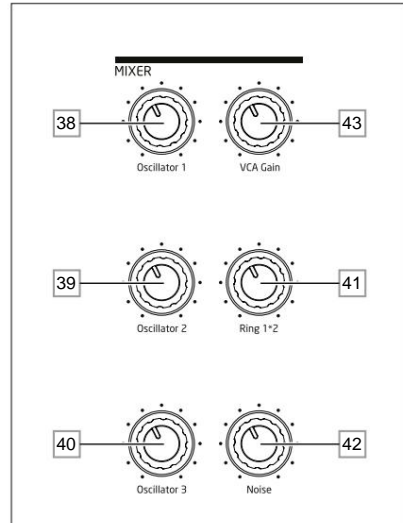 MIXER
38
43
Oscillator 1
VCA Gain
39
41
Oscillator 2
Ring 1*2
40
42
Oscillator 3
Noise